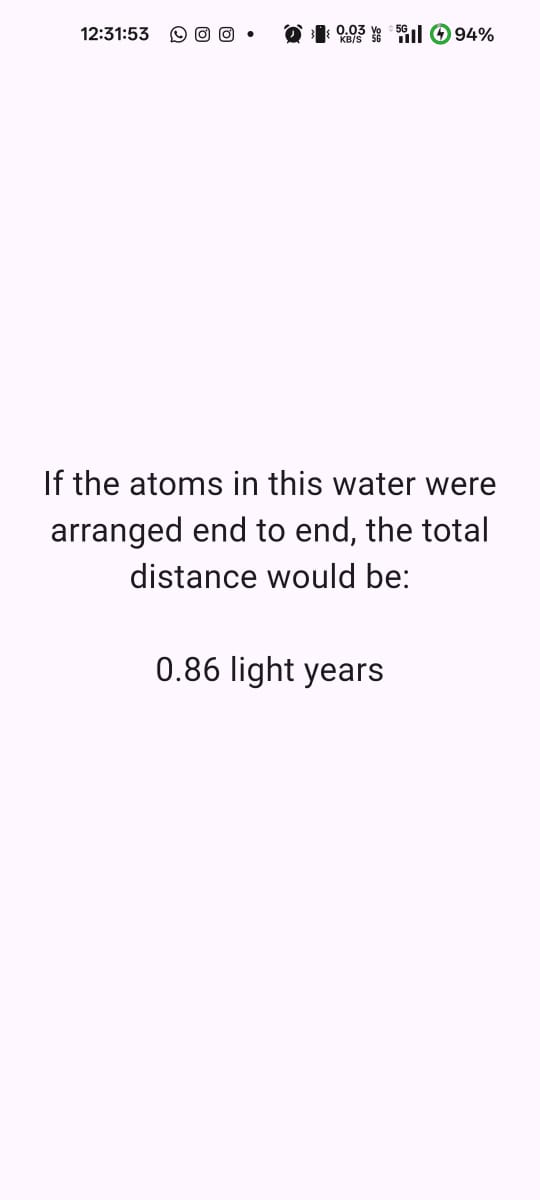 12:31:53 0.03 KB/S Vo 5G 5G 94%
If the atoms in this water were
arranged end to end, the total
distance would be:
0.86 light years